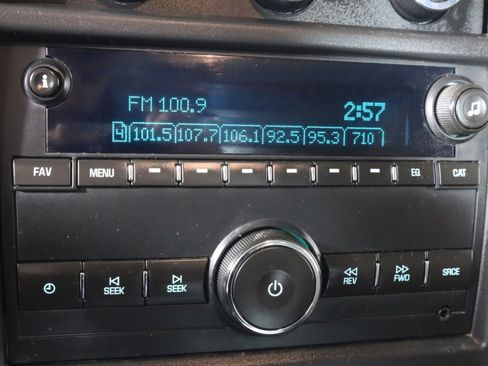 FM 100.9 2:57
4 101.5 107.7 106.1 92.5 95.3 710
FAV MENU EQ CAT
SEEK SEEK REV FWD SRCE